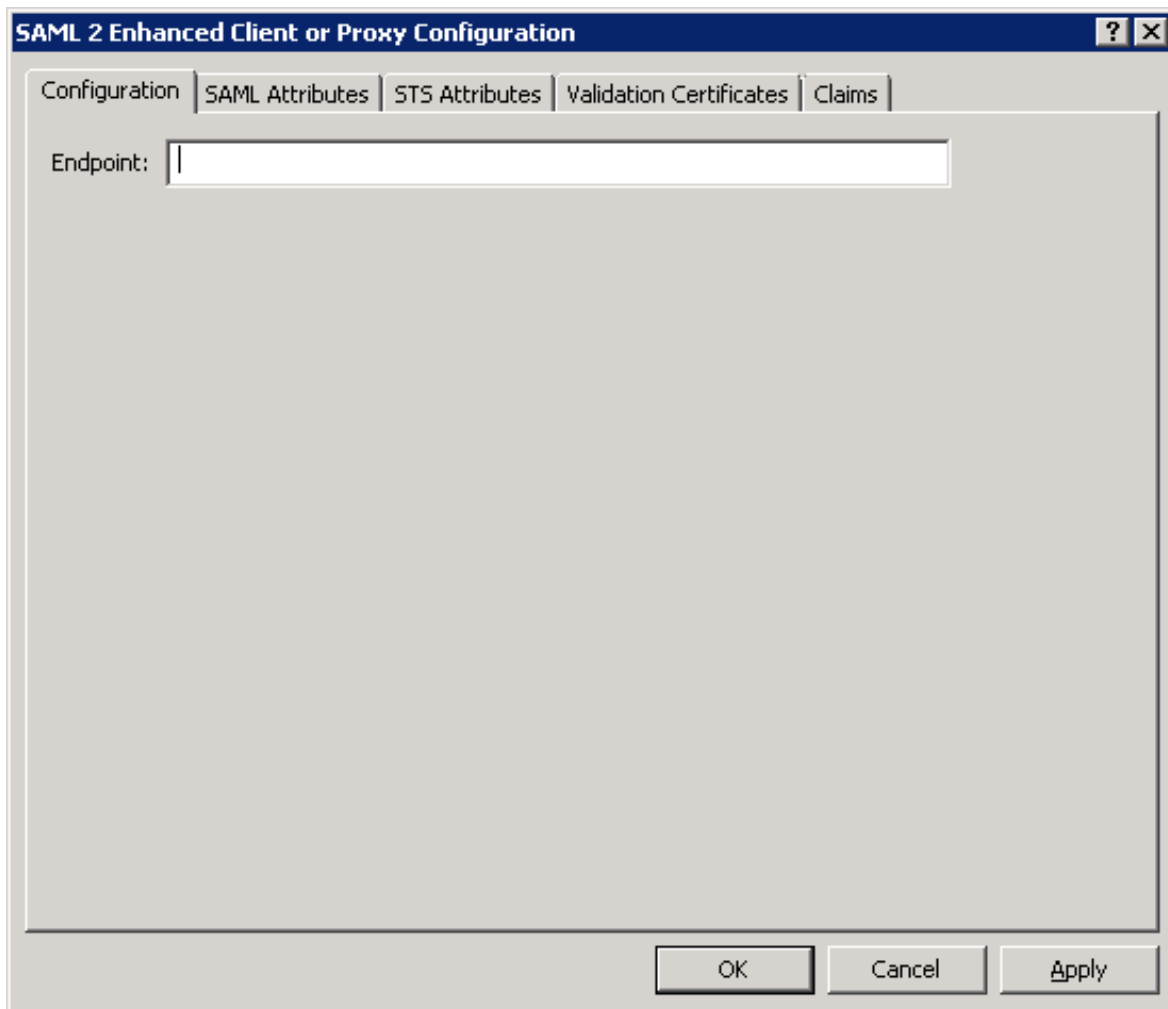 SAML 2 Enhanced Client or Proxy Configuration ?
Configuration SAML Attributes STS Attributes Validation Certificates Claims
Endpoint:
OK Cancel Apply